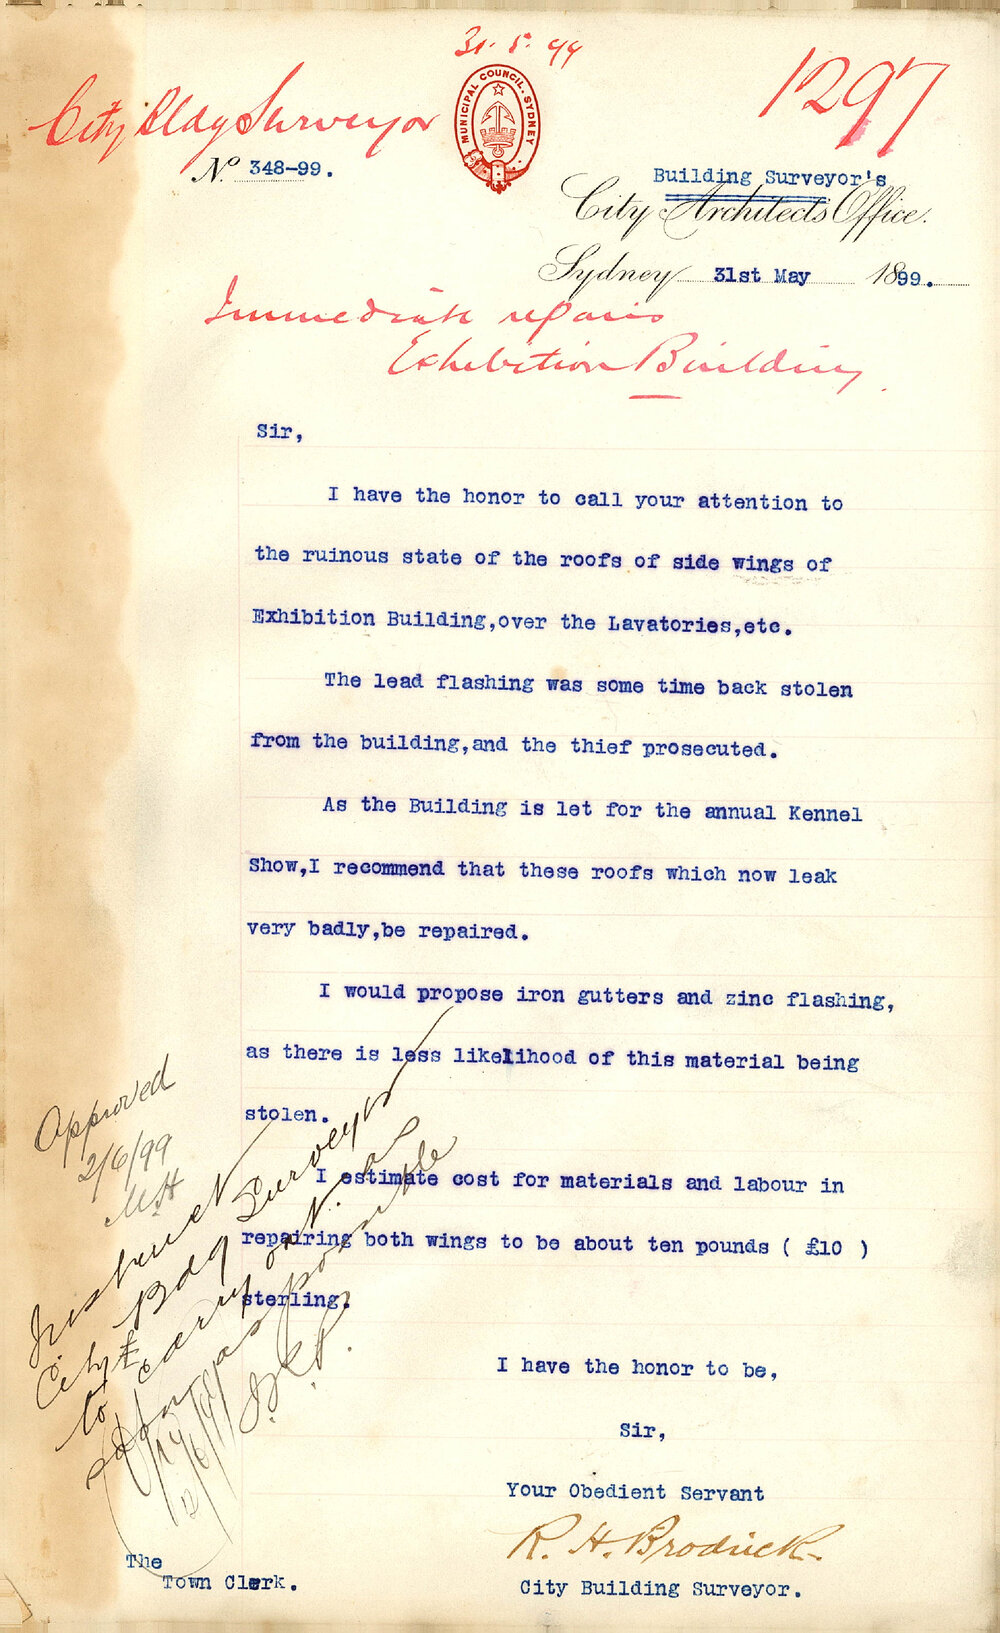 31.5.99
1297
City Bldg Surveyor
MUNICIPAL COUNCIL. SYDNEY
No 348-99.
Building Surveyor's
City Architects Office.
Sydney 31st May 1899.
Immediate repairs
Exhibition Building.
Sir,
I have the honor to call your attention to
the ruinous state of the roofs of side wings of
Exhibition Building,over the Lavatories,etc.
The lead flashing was some time back stolen
from the building,and the thief prosecuted.
As the Building is let for the annual Kennel
Show,I recommend that these roofs which now leak
very badly,be repaired.
I would propose iron gutters and zinc flashing,
as there is less likelihood of this material being
stolen.
I estimate cost for materials and labour in
repairing both wings to be about ten pounds ( £10 )
sterling.
Approved
2/6/99
Instruct
City Bdg Surveyor
to carry out as
soon as possible
I have the honor to be,
Sir,
Your Obedient Servant
R. H. Brodrick.
City Building Surveyor.
The
Town Clerk.